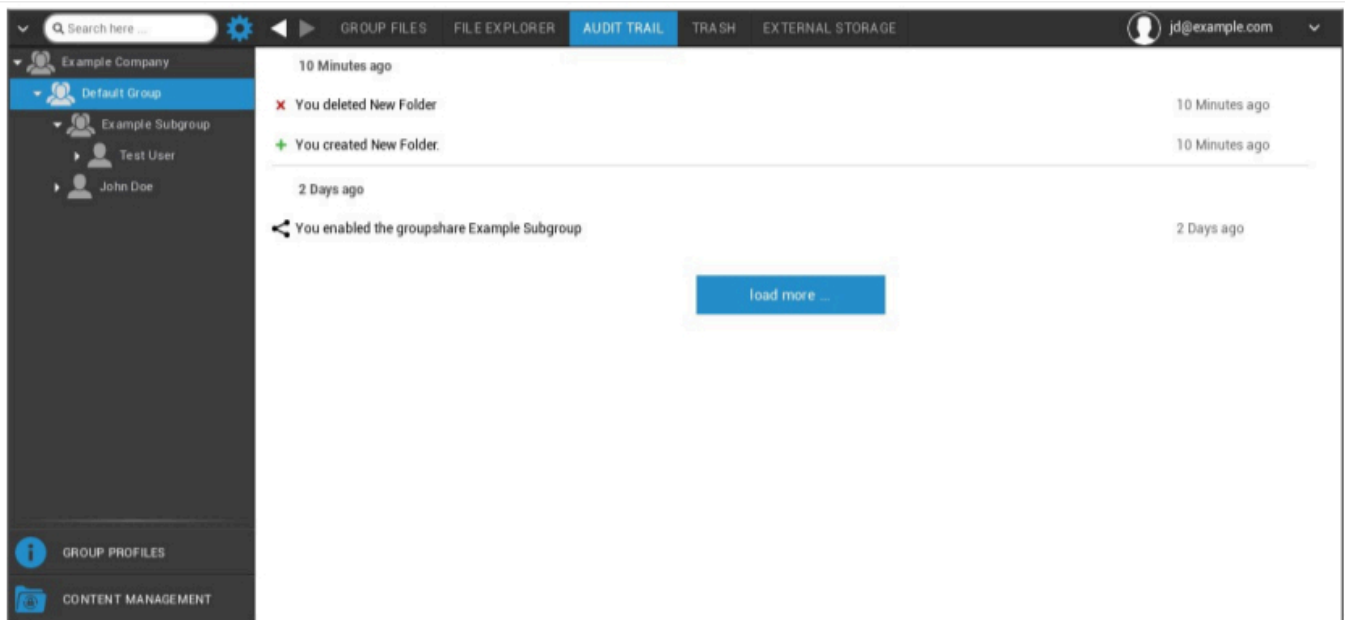 Search here ...
GROUP FILES FILE EXPLORER AUDIT TRAIL TRASH EXTERNAL STORAGE jd@example.com
Example Company
Default Group
Example Subgroup
Test User
John Doe
GROUP PROFILES
CONTENT MANAGEMENT
10 Minutes ago
You deleted New Folder 10 Minutes ago
You created New Folder. 10 Minutes ago
2 Days ago
You enabled the groupshare Example Subgroup 2 Days ago
load more ...